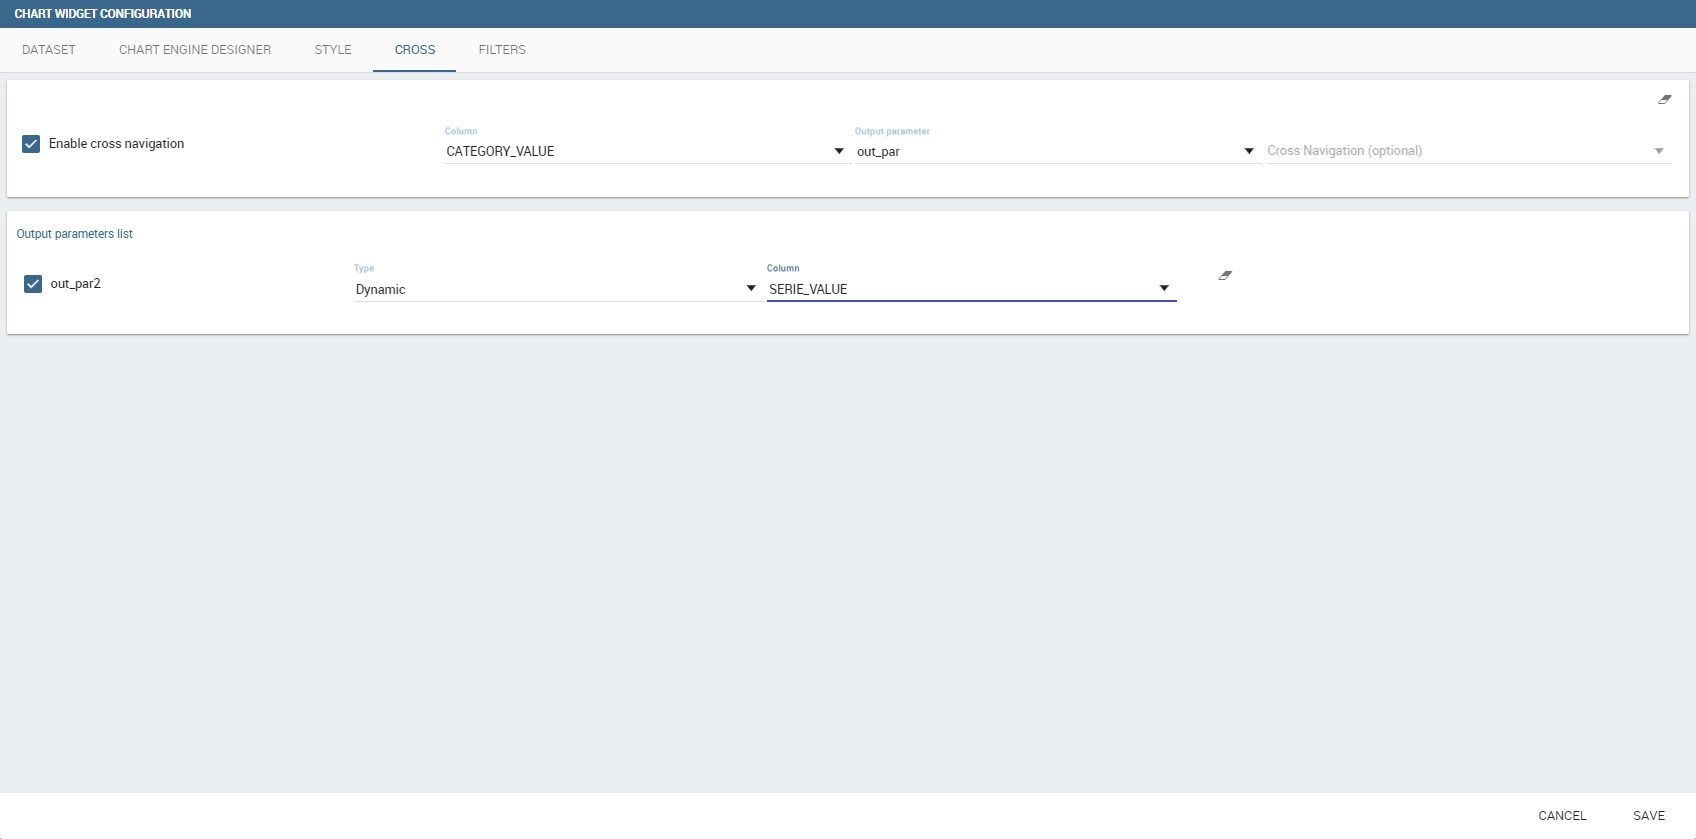 CHART WIDGET CONFIGURATION
DATASET CHART ENGINE DESIGNER STYLE CROSS FILTERS
Column Output parameter
Enable cross navigation CATEGORY_VALUE out_par Cross Navigation (optional)
Output parameters list
Type Column
out_par2 Dynamic SERIE_VALUE
CANCEL SAVE